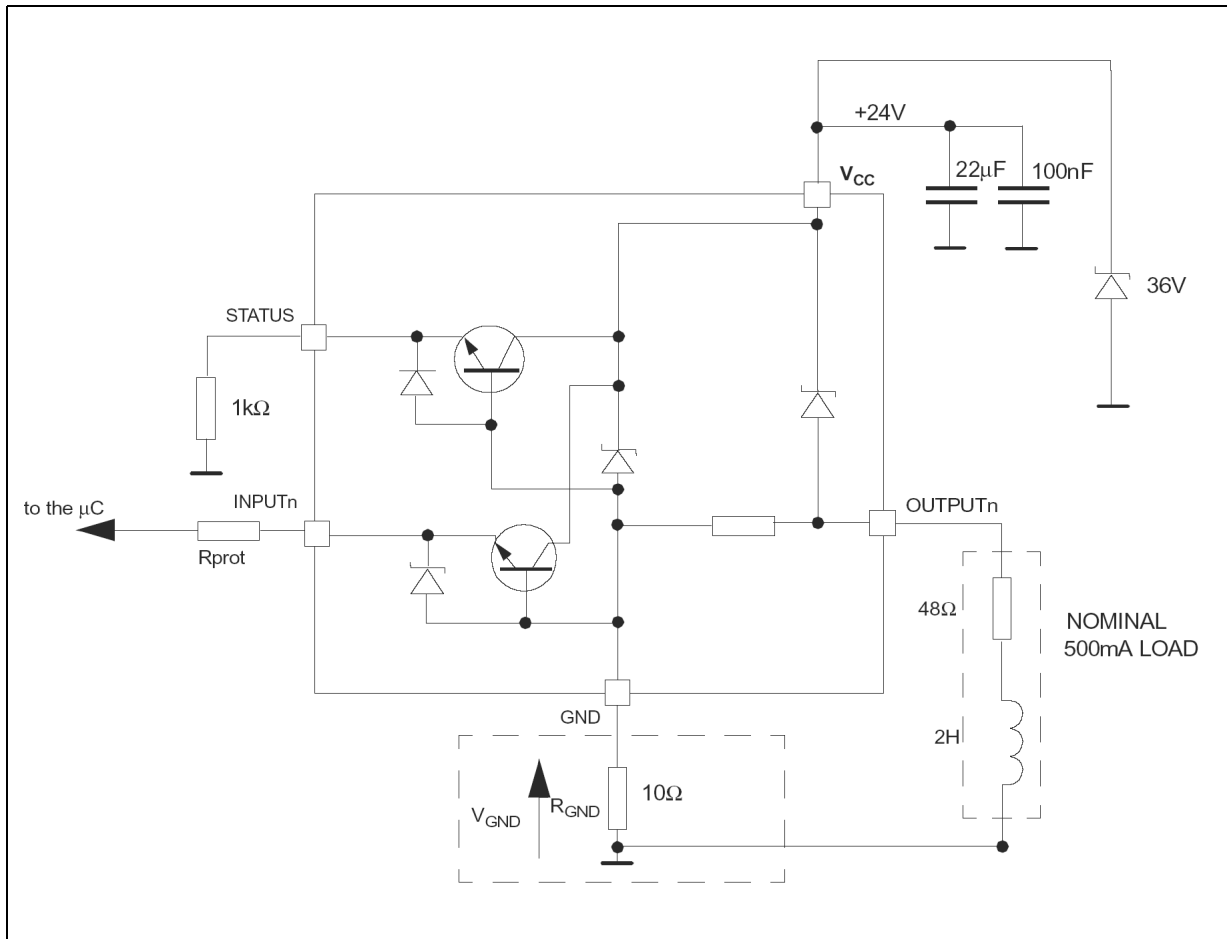 +24V
VCC
22μF
100nF
36V
STATUS
1kΩ
to the μC
INPUTn
Rprot
OUTPUTn
48Ω
NOMINAL
500mA LOAD
2H
GND
VGND
RGND
10Ω